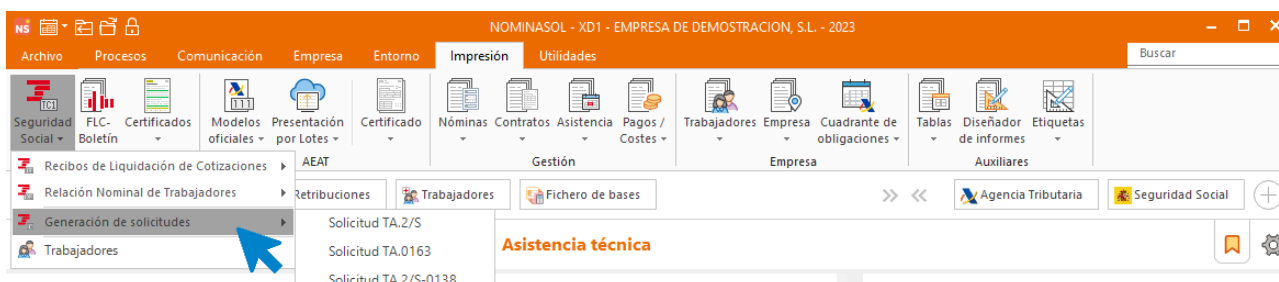 NS
NOMINASOL - XD1 - EMPRESA DE DEMOSTRACION, S.L. - 2023
Archivo Procesos Comunicación Empresa Entorno Impresión Utilidades Buscar
TC1
111
Seguridad Social
FLC- Boletín
Certificados
Modelos oficiales
Presentación por Lotes
Certificado
Nóminas
Contratos
Asistencia
Pagos / Costes
Trabajadores
Empresa
Cuadrante de obligaciones
Tablas
Diseñador de informes
Etiquetas
AEAT Gestión Empresa Auxiliares
Recibos de Liquidación de Cotizaciones
Relación Nominal de Trabajadores
Generación de solicitudes
Trabajadores
Retribuciones Trabajadores Fichero de bases Agencia Tributaria Seguridad Social
Solicitud TA.2/S
Solicitud TA.0163
Solicitud TA.2/S-0138
Asistencia técnica